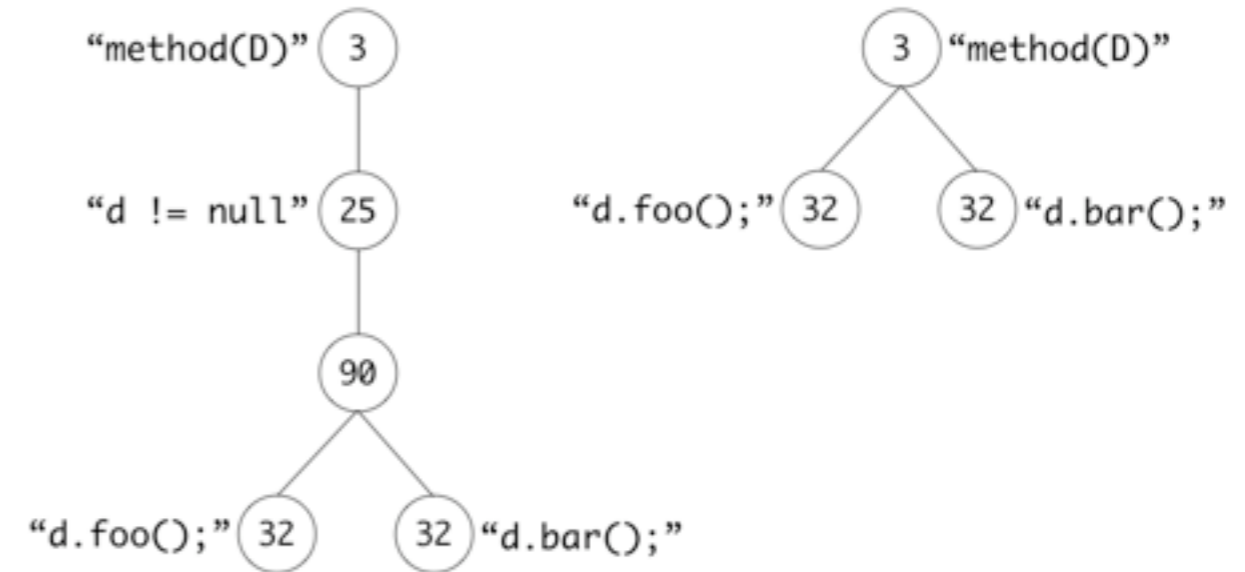 “method(D)” 3
3 “method(D)”
“d != null” 25
“d.foo();” 32
32 “d.bar();”
90
“d.foo();” 32
32 “d.bar();”